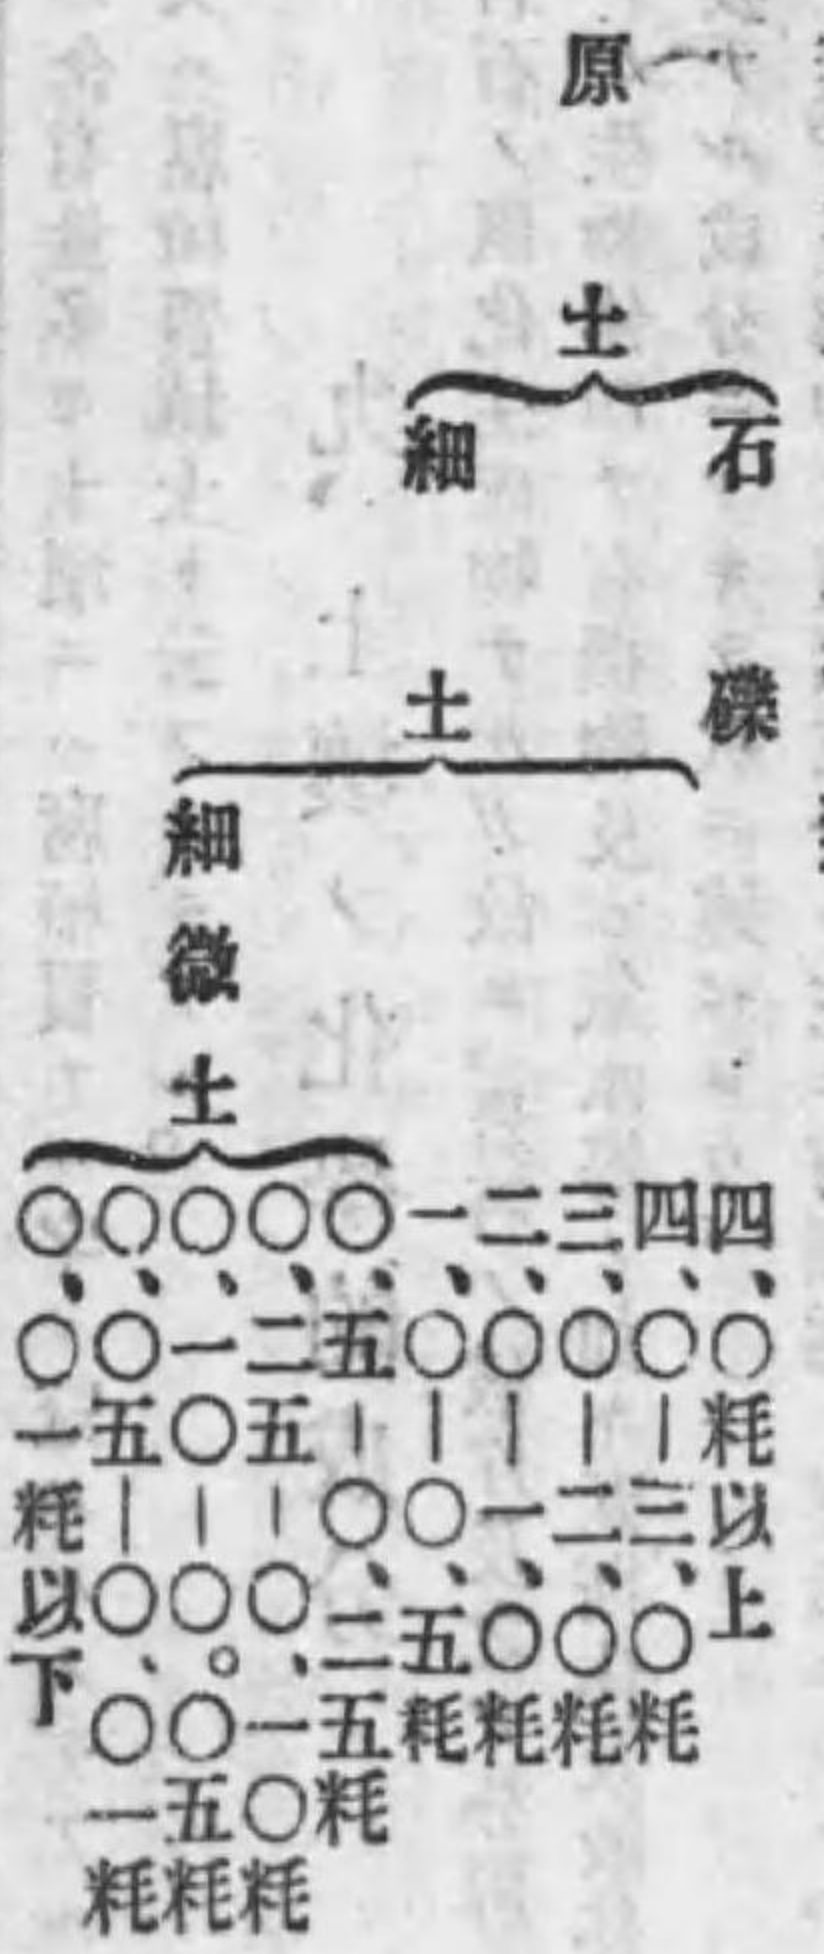 原土
石礫
細土
細微土
四、〇粍以上
四、〇—三、〇粍
三、〇—二、〇粍
二、〇—一、〇粍
一、〇—〇、五粍
〇、五—〇、二五粍
〇、二五—〇、一〇粍
〇、一〇—〇。〇五粍
〇、〇五—〇、〇一粍
〇、〇一粍以下